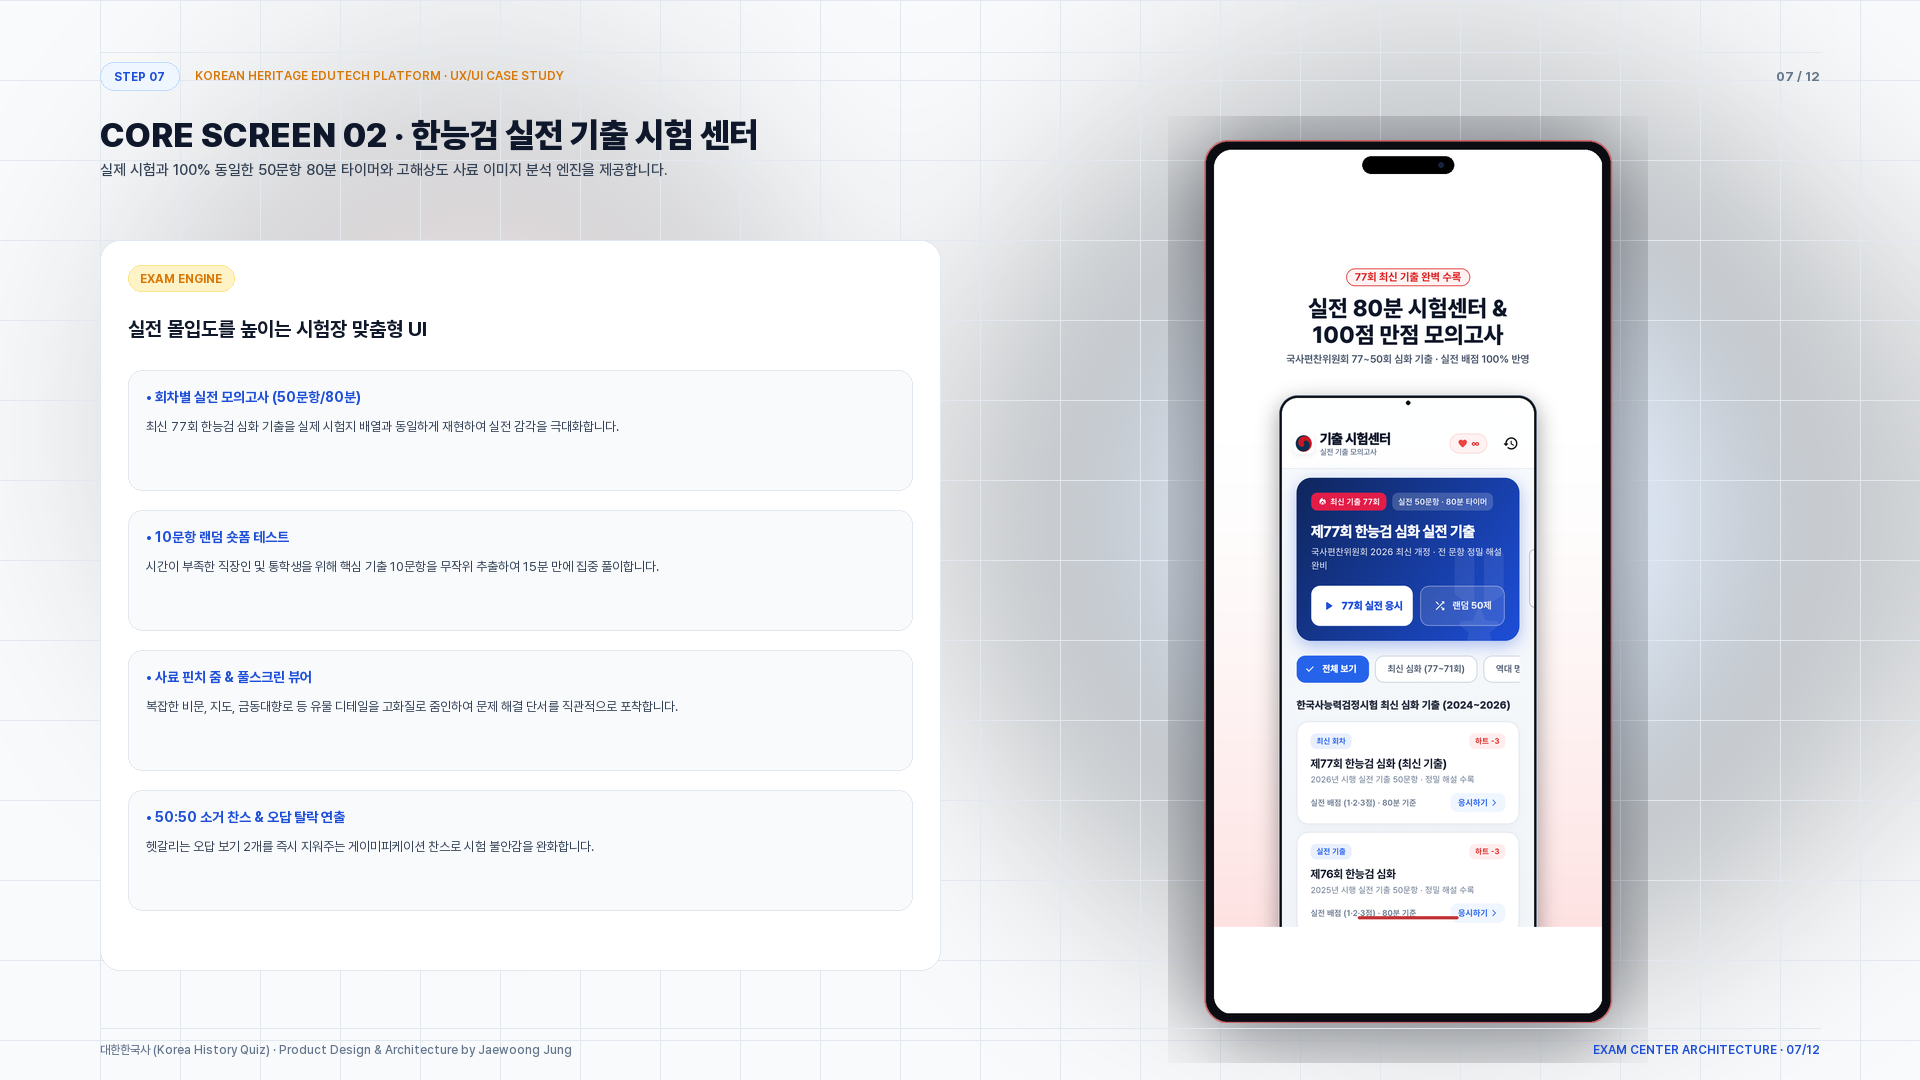 STEP 07
KOREAN HERITAGE EDUTECH PLATFORM · UX/UI CASE STUDY
07 / 12
CORE SCREEN 02 · 한능검 실전 기출 시험 센터
실제 시험과 100% 동일한 50문항 80분 타이머와 고해상도 사료 이미지 분석 엔진을 제공합니다.
EXAM ENGINE
실전 몰입도를 높이는 시험장 맞춤형 UI
• 회차별 실전 모의고사 (50문항/80분)
최신 77회 한능검 심화 기출을 실제 시험지 배열과 동일하게 재현하여 실전 감각을 극대화합니다.
• 10문항 랜덤 숏폼 테스트
시간이 부족한 직장인 및 통학생을 위해 핵심 기출 10문항을 무작위 추출하여 15분 만에 집중 풀이합니다.
• 사료 핀치 줌 & 풀스크린 뷰어
복잡한 비문, 지도, 금동대향로 등 유물 디테일을 고화질로 줌인하여 문제 해결 단서를 직관적으로 포착합니다.
• 50:50 소거 찬스 & 오답 탈락 연출
헷갈리는 오답 보기 2개를 즉시 지워주는 게이미피케이션 찬스로 시험 불안감을 완화합니다.
77회 최신 기출 완벽 수록
실전 80분 시험센터 &
100점 만점 모의고사
국사편찬위원회 77~50회 심화 기출 · 실전 배점 100% 반영
기출 시험센터
실전 기출 모의고사
∞
최신 기출 77회
실전 50문항 · 80분 타이머
제77회 한능검 심화 실전 기출
국사편찬위원회 2026 최신 개정 · 전 문항 정밀 해설
완비
77회 실전 응시
랜덤 50제
전체 보기
최신 심화 (77~71회)
역대 명
한국사능력검정시험 최신 심화 기출 (2024~2026)
최신 회차
하트 -3
제77회 한능검 심화 (최신 기출)
2026년 시행 실전 기출 50문항 · 정밀 해설 수록
실전 배점 (1·2·3점) · 80분 기준
응시하기
실전 기출
하트 -3
제76회 한능검 심화
2025년 시행 실전 기출 50문항 · 정밀 해설 수록
실전 배점 (1·2·3점) · 80분 기준
응시하기
대한한국사 (Korea History Quiz) · Product Design & Architecture by Jaewoong Jung
EXAM CENTER ARCHITECTURE · 07/12